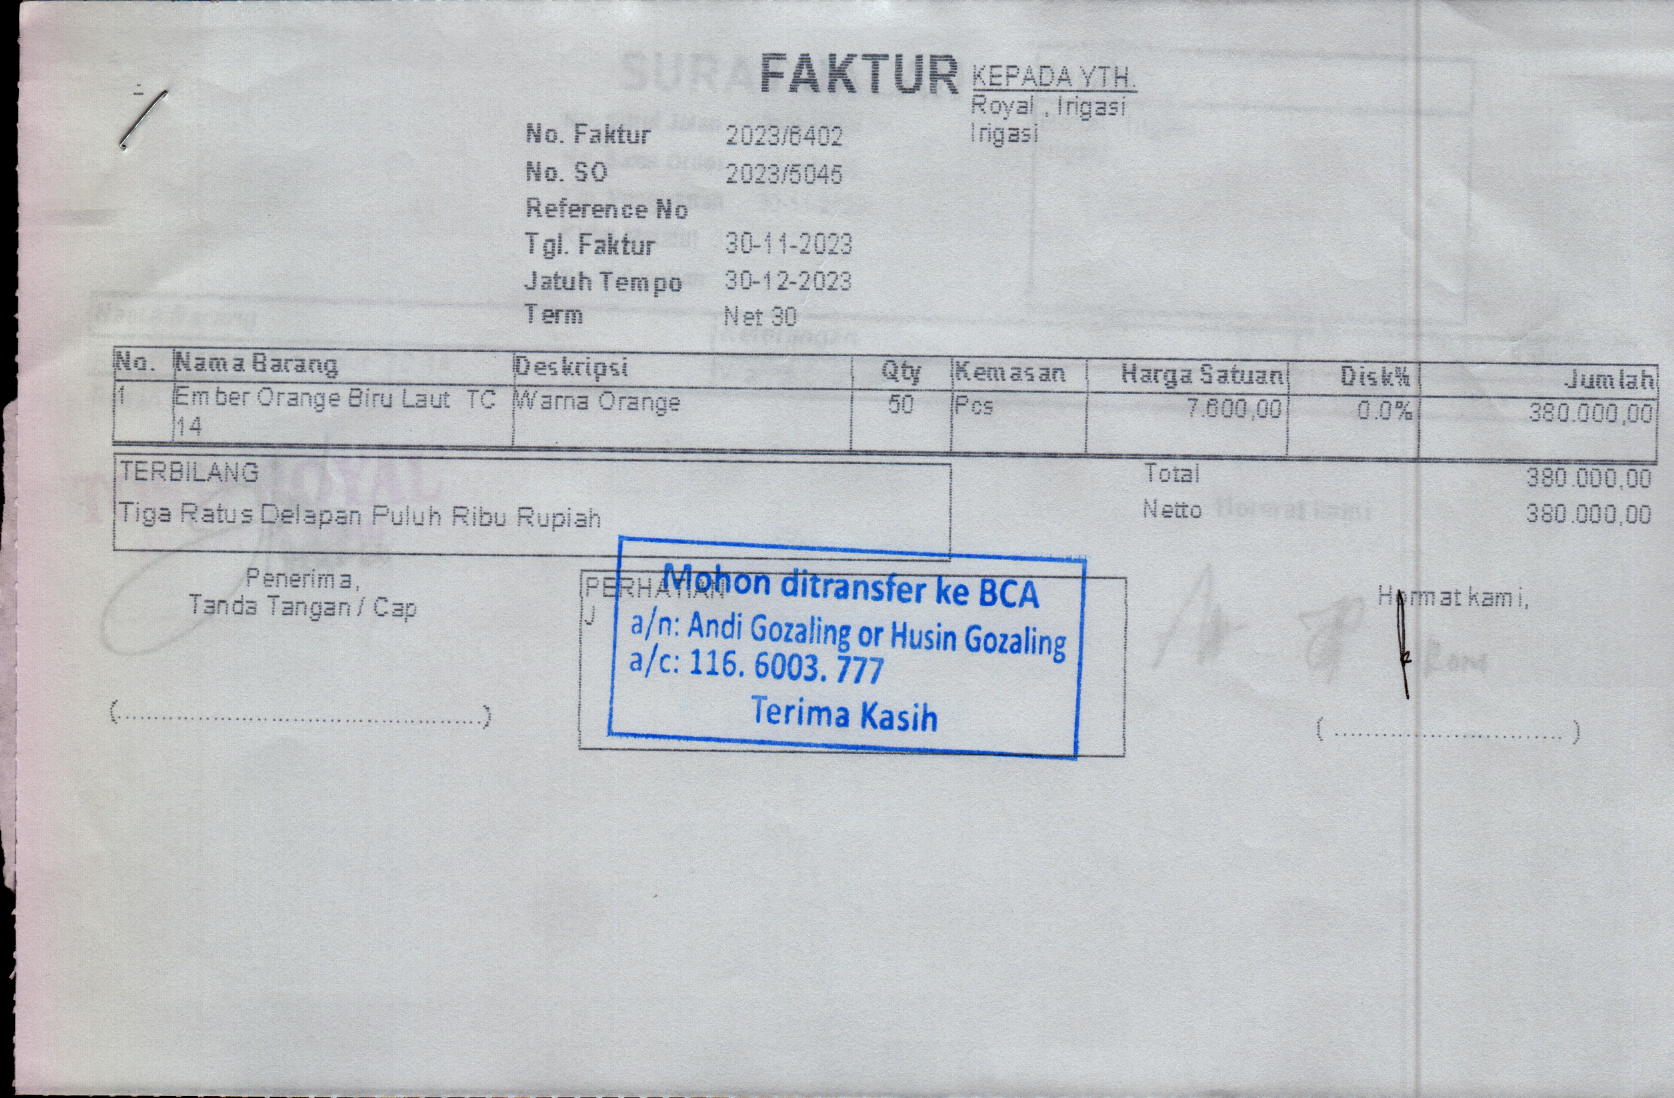 FAKTUR
KEPADA YTH.
Royal , Irigasi
Irigasi
No. Faktur 2023/6402
No. SO 2023/5045
Reference No
Tgl. Faktur 30-11-2023
Jatuh Tempo 30-12-2023
Term Net 30
No. Nama Barang Deskripsi Qty Kemasan Harga Satuan Disk% Jumlah
1 Ember Orange Biru Laut TC Warna Orange 50 Pcs 7.600,00 0.0% 380.000,00
14
TERBILANG
Tiga Ratus Delapan Puluh Ribu Rupiah
Total 380.000,00
Netto 380.000,00
Penerima,
Tanda Tangan / Cap
(................................................)
PERHATIAN
J
Mohon ditransfer ke BCA
a/n: Andi Gozaling or Husin Gozaling
a/c: 116. 6003. 777
Terima Kasih
Hormat kami,
( ............................. )